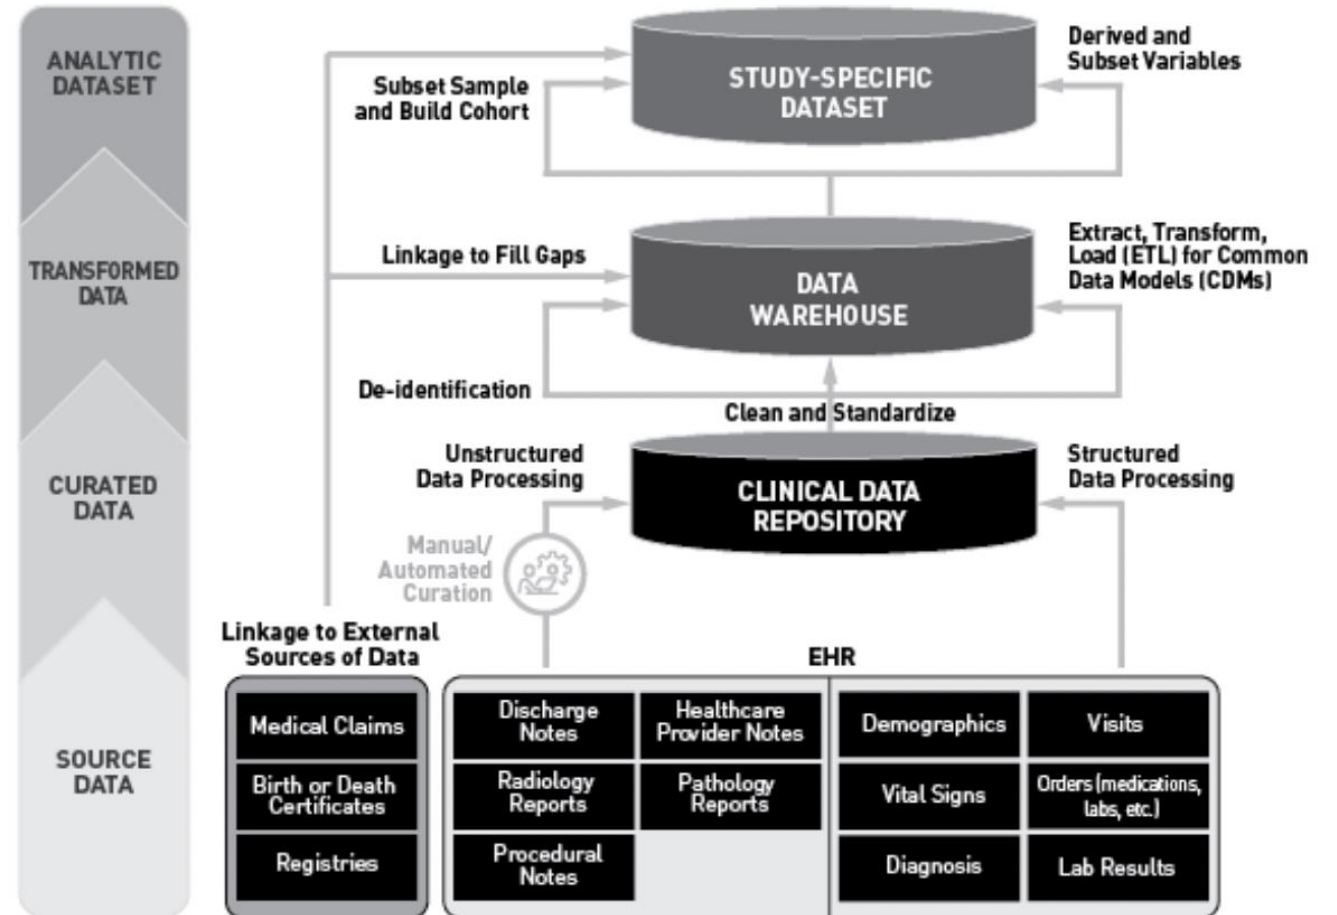 ANALYTIC
DATASET
TRANSFORMED
DATA
CURATED
DATA
SOURCE
DATA
STUDY-SPECIFIC
DATASET
Derived and
Subset Variables
Subset Sample
and Build Cohort
Linkage to Fill Gaps
DATA
WAREHOUSE
Extract, Transform,
Load (ETL) for Common
Data Models (CDMs)
De-identification
Clean and Standardize
Unstructured
Data Processing
CLINICAL DATA
REPOSITORY
Structured
Data Processing
Manual/
Automated
Curation
Linkage to External
Sources of Data
Medical Claims
Birth or Death
Certificates
Registries
EHR
Discharge
Notes
Healthcare
Provider Notes
Demographics
Visits
Radiology
Reports
Pathology
Reports
Vital Signs
Orders (medications,
labs, etc.)
Procedural
Notes
Diagnosis
Lab Results